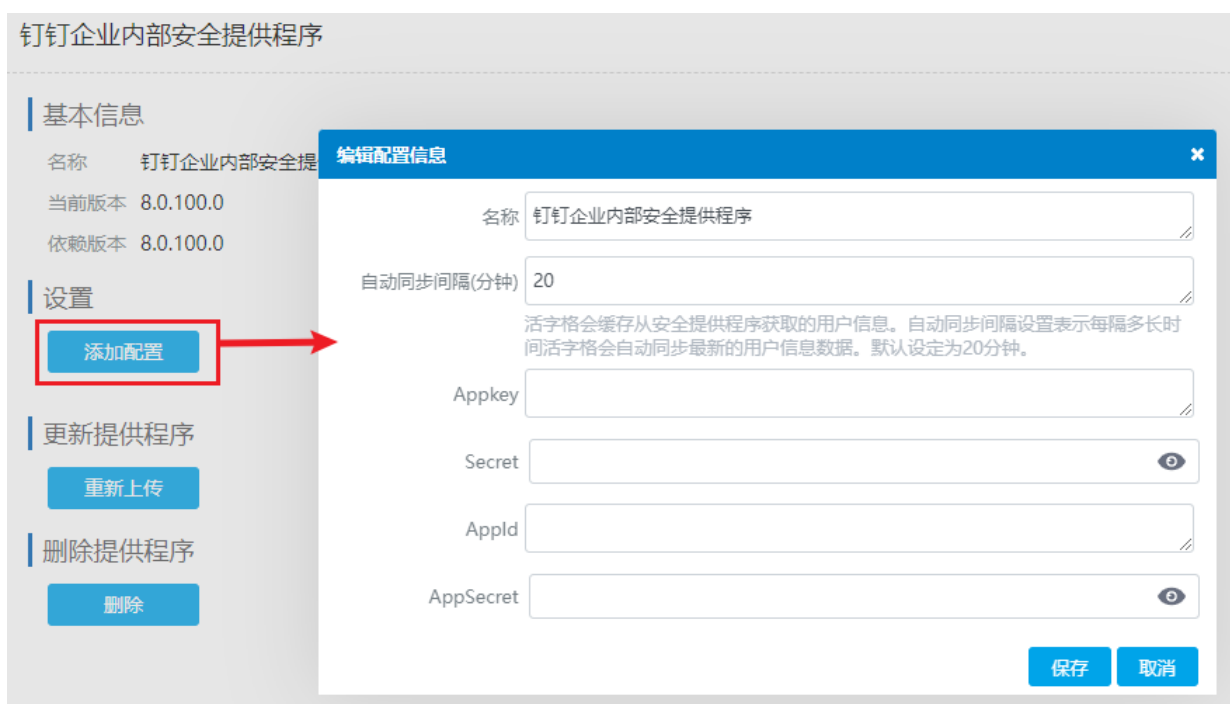 钉钉企业内部安全提供程序
基本信息
名称 钉钉企业内部安全提
当前版本 8.0.100.0
依赖版本 8.0.100.0
设置
添加配置
更新提供程序
重新上传
删除提供程序
删除
编辑配置信息 ×
名称 钉钉企业内部安全提供程序
自动同步间隔(分钟) 20
活字格会缓存从安全提供程序获取的用户信息。自动同步间隔设置表示每隔多长时
间活字格会自动同步最新的用户信息数据。默认设定为20分钟。
Appkey
Secret
AppId
AppSecret
保存 取消